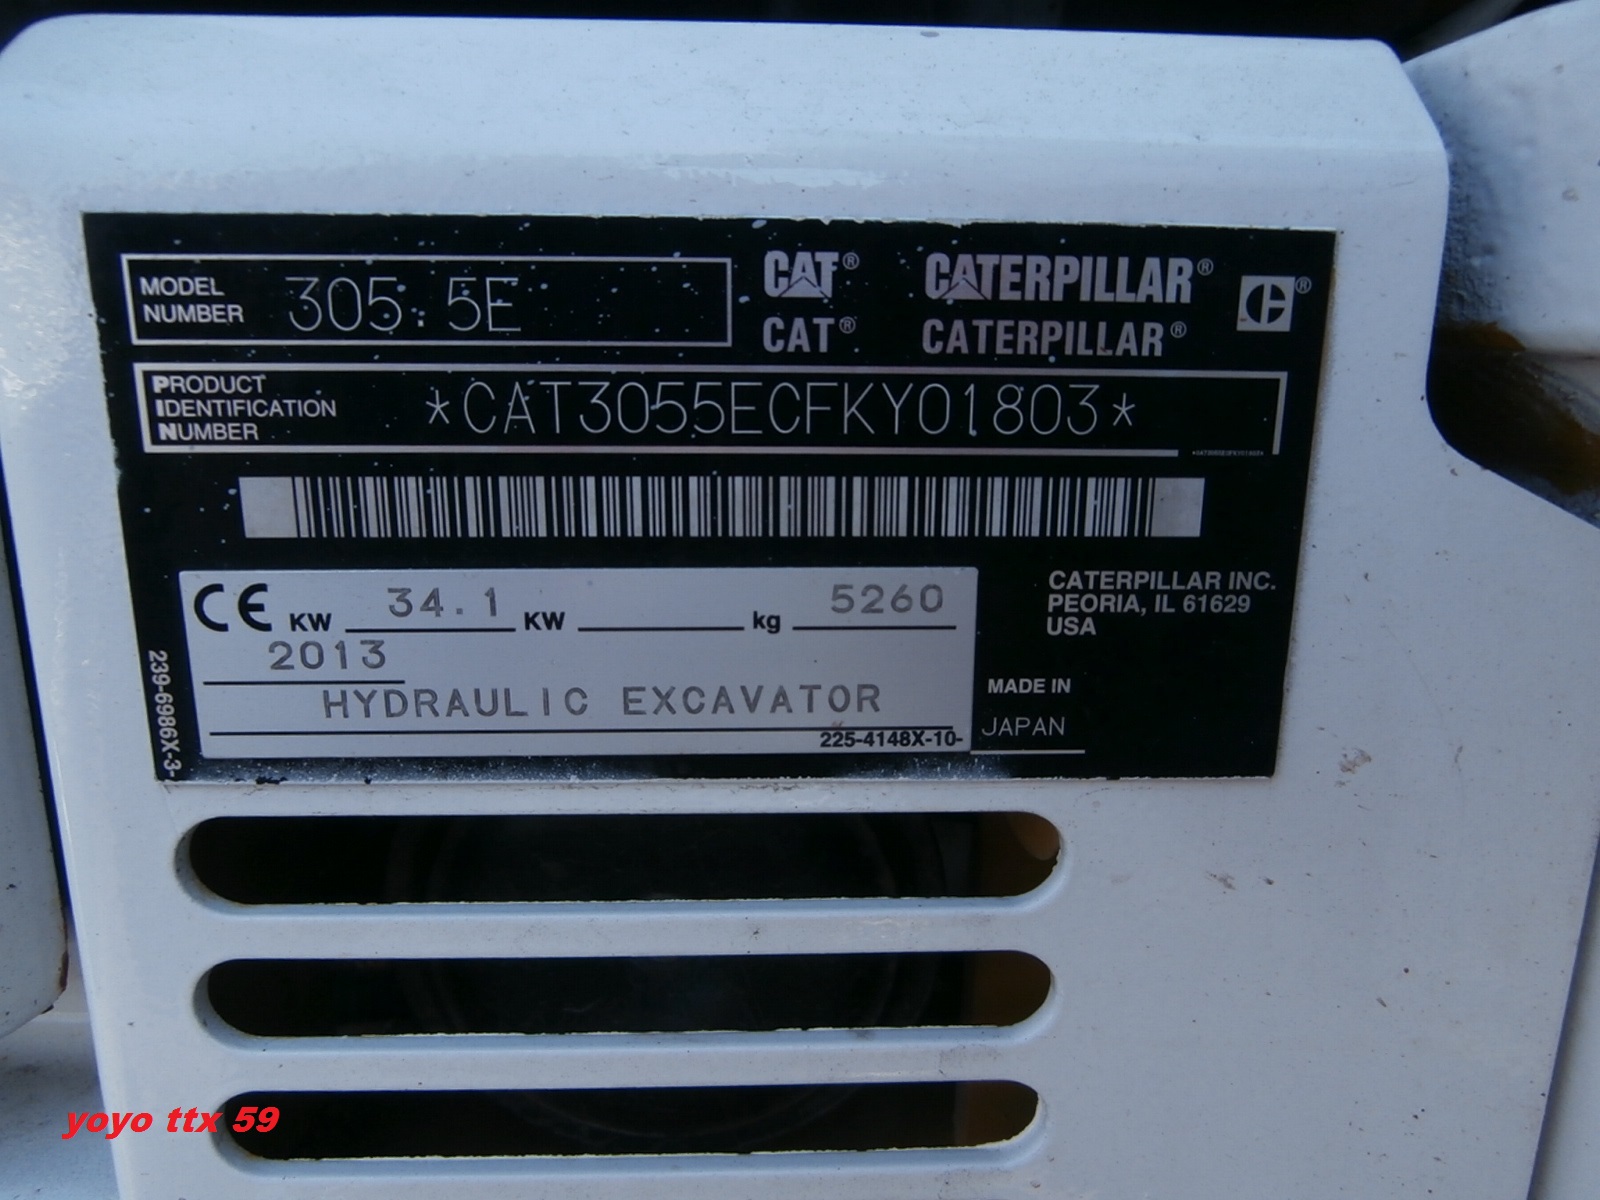 MODEL NUMBER 305.5E
CAT® CATERPILLAR® ®
CAT® CATERPILLAR®
PRODUCT IDENTIFICATION NUMBER *CAT3055ECFKY01803*
CE KW 34.1 KW kg 5260
2013
HYDRAULIC EXCAVATOR
225-4148X-10-
CATERPILLAR INC.
PEORIA, IL 61629
USA
MADE IN
JAPAN
239-6986X-3-
yoyo ttx 59